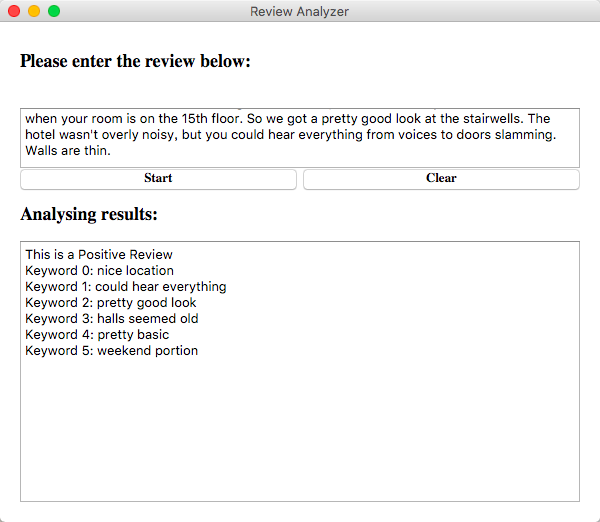 Review Analyzer
Please enter the review below:
when your room is on the 15th floor. So we got a pretty good look at the stairwells. The
hotel wasn't overly noisy, but you could hear everything from voices to doors slamming.
Walls are thin.
Start
Clear
Analysing results:
This is a Positive Review
Keyword 0: nice location
Keyword 1: could hear everything
Keyword 2: pretty good look
Keyword 3: halls seemed old
Keyword 4: pretty basic
Keyword 5: weekend portion